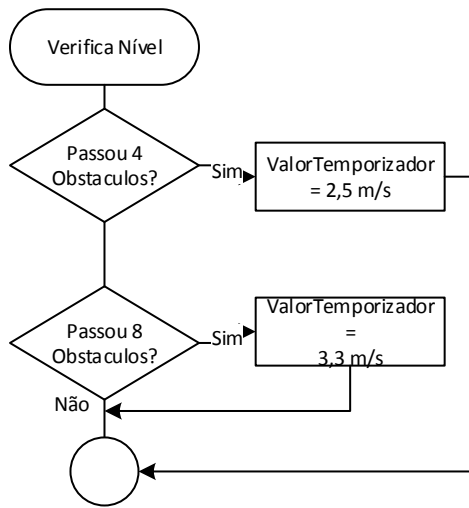 Verifica Nível
Passou 4
Obstaculos?
Sim
ValorTemporizador
= 2,5 m/s
Passou 8
Obstaculos?
Sim
ValorTemporizador
=
3,3 m/s
Não